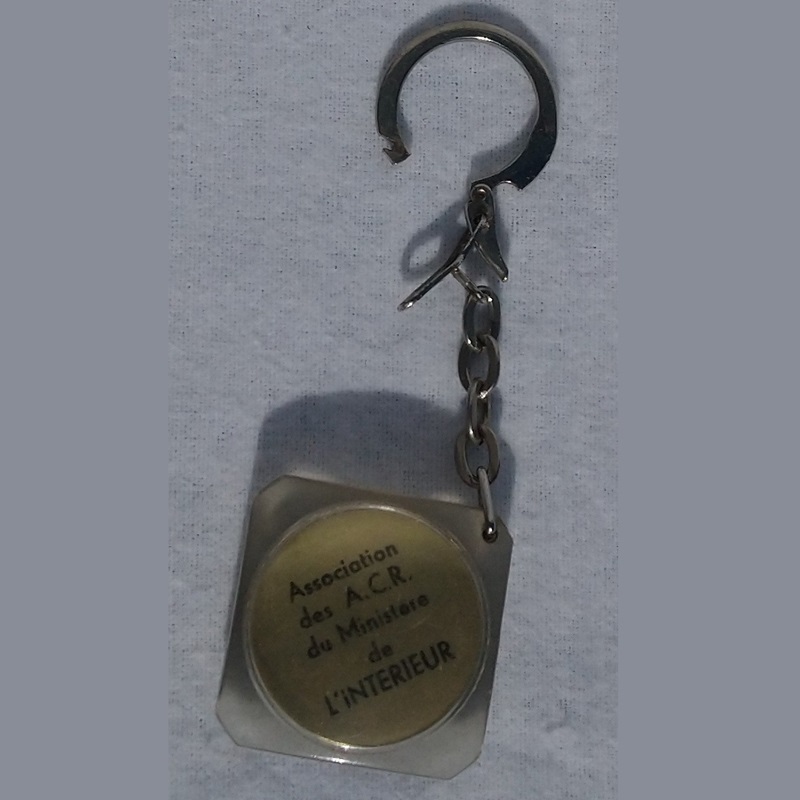 Association
des A.C.R.
du Ministère
de
L'iNTERIEUR